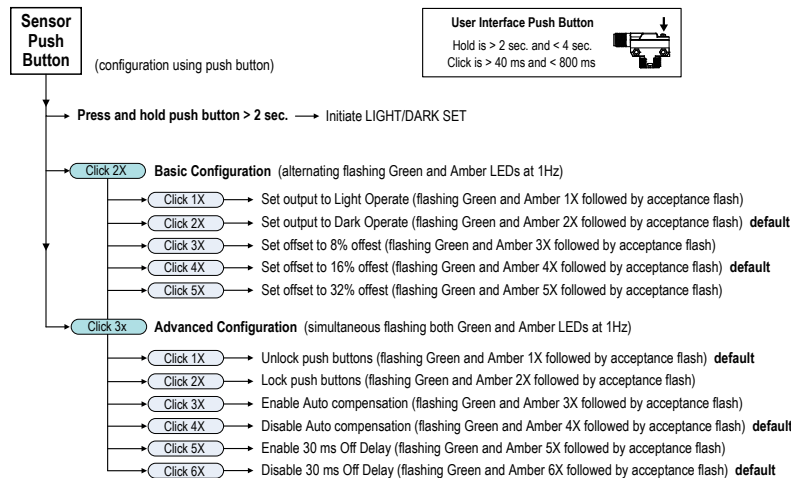 Sensor
Push
Button
(configuration using push button)
User Interface Push Button
Hold is > 2 sec. and < 4 sec.
Click is > 40 ms and < 800 ms
Press and hold push button > 2 sec. Initiate LIGHT/DARK SET
Click 2X Basic Configuration (alternating flashing Green and Amber LEDs at 1Hz)
Click 1X Set output to Light Operate (flashing Green and Amber 1X followed by acceptance flash)
Click 2X Set output to Dark Operate (flashing Green and Amber 2X followed by acceptance flash) default
Click 3X Set offset to 8% offest (flashing Green and Amber 3X followed by acceptance flash)
Click 4X Set offset to 16% offest (flashing Green and Amber 4X followed by acceptance flash) default
Click 5X Set offset to 32% offest (flashing Green and Amber 5X followed by acceptance flash)
Click 3x Advanced Configuration (simultaneous flashing both Green and Amber LEDs at 1Hz)
Click 1X Unlock push buttons (flashing Green and Amber 1X followed by acceptance flash) default
Click 2X Lock push buttons (flashing Green and Amber 2X followed by acceptance flash)
Click 3X Enable Auto compensation (flashing Green and Amber 3X followed by acceptance flash)
Click 4X Disable Auto compensation (flashing Green and Amber 4X followed by acceptance flash) default
Click 5X Enable 30 ms Off Delay (flashing Green and Amber 5X followed by acceptance flash)
Click 6X Disable 30 ms Off Delay (flashing Green and Amber 6X followed by acceptance flash) default